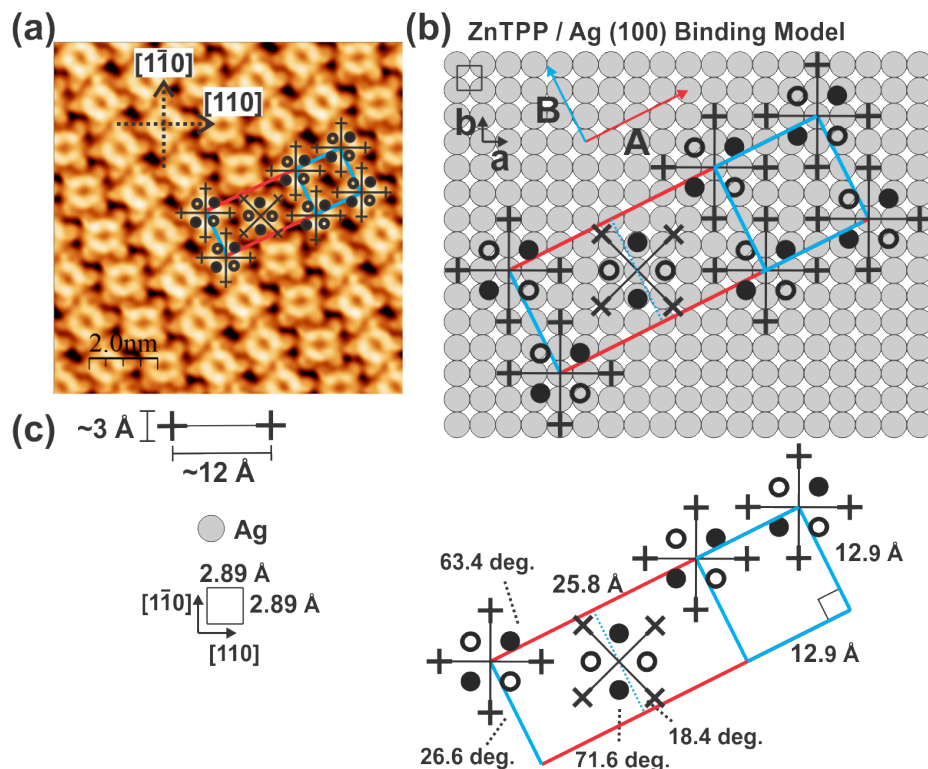 (a)
[11̄0]
[110]
2.0nm
(b) ZnTPP / Ag (100) Binding Model
B
A
b
a
(c)
~3 Å
~12 Å
Ag
2.89 Å
2.89 Å
[11̄0]
[110]
63.4 deg.
25.8 Å
12.9 Å
12.9 Å
18.4 deg.
26.6 deg.
71.6 deg.